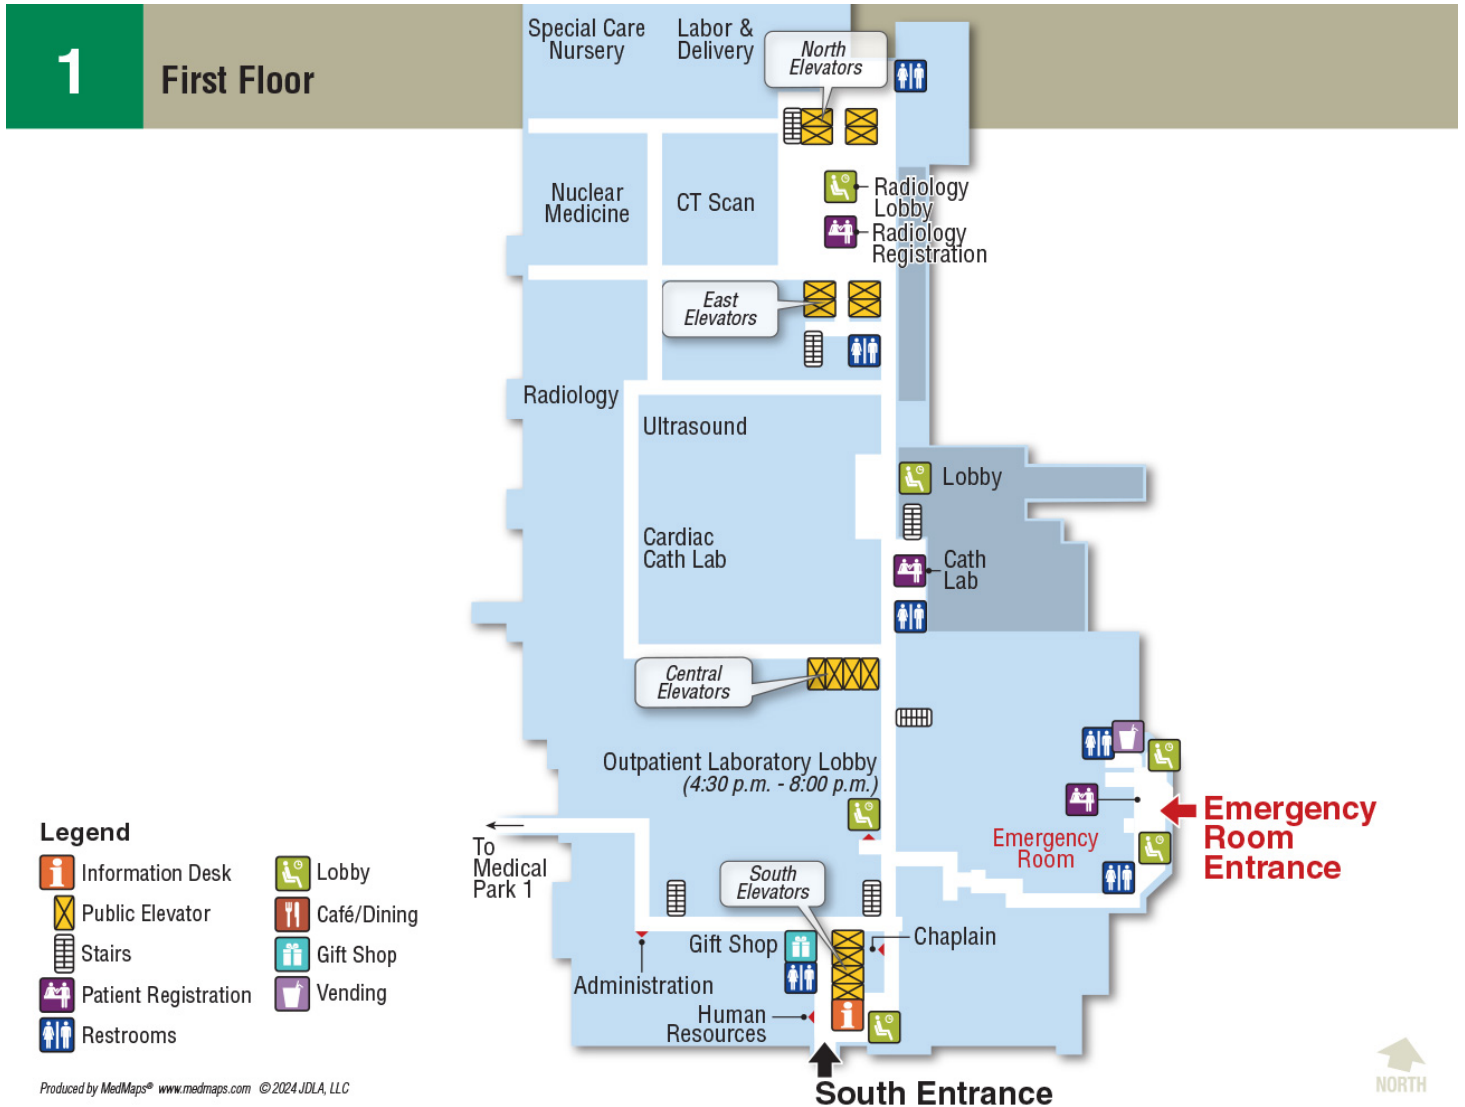 1
First Floor
Special Care
Nursery
Labor &
Delivery
North
Elevators
Nuclear
Medicine
CT Scan
Radiology
Lobby
Radiology
Registration
East
Elevators
Radiology
Ultrasound
Lobby
Cardiac
Cath Lab
Cath
Lab
Central
Elevators
Outpatient Laboratory Lobby
(4:30 p.m. - 8:00 p.m.)
Emergency
Room
Emergency
Room
Entrance
To
Medical
Park 1
South
Elevators
Gift Shop
Chaplain
Administration
Human
Resources
South Entrance
Legend
Information Desk
Public Elevator
Stairs
Patient Registration
Restrooms
Lobby
Café/Dining
Gift Shop
Vending
Produced by MedMaps® www.medmaps.com © 2024 JDLA, LLC
NORTH